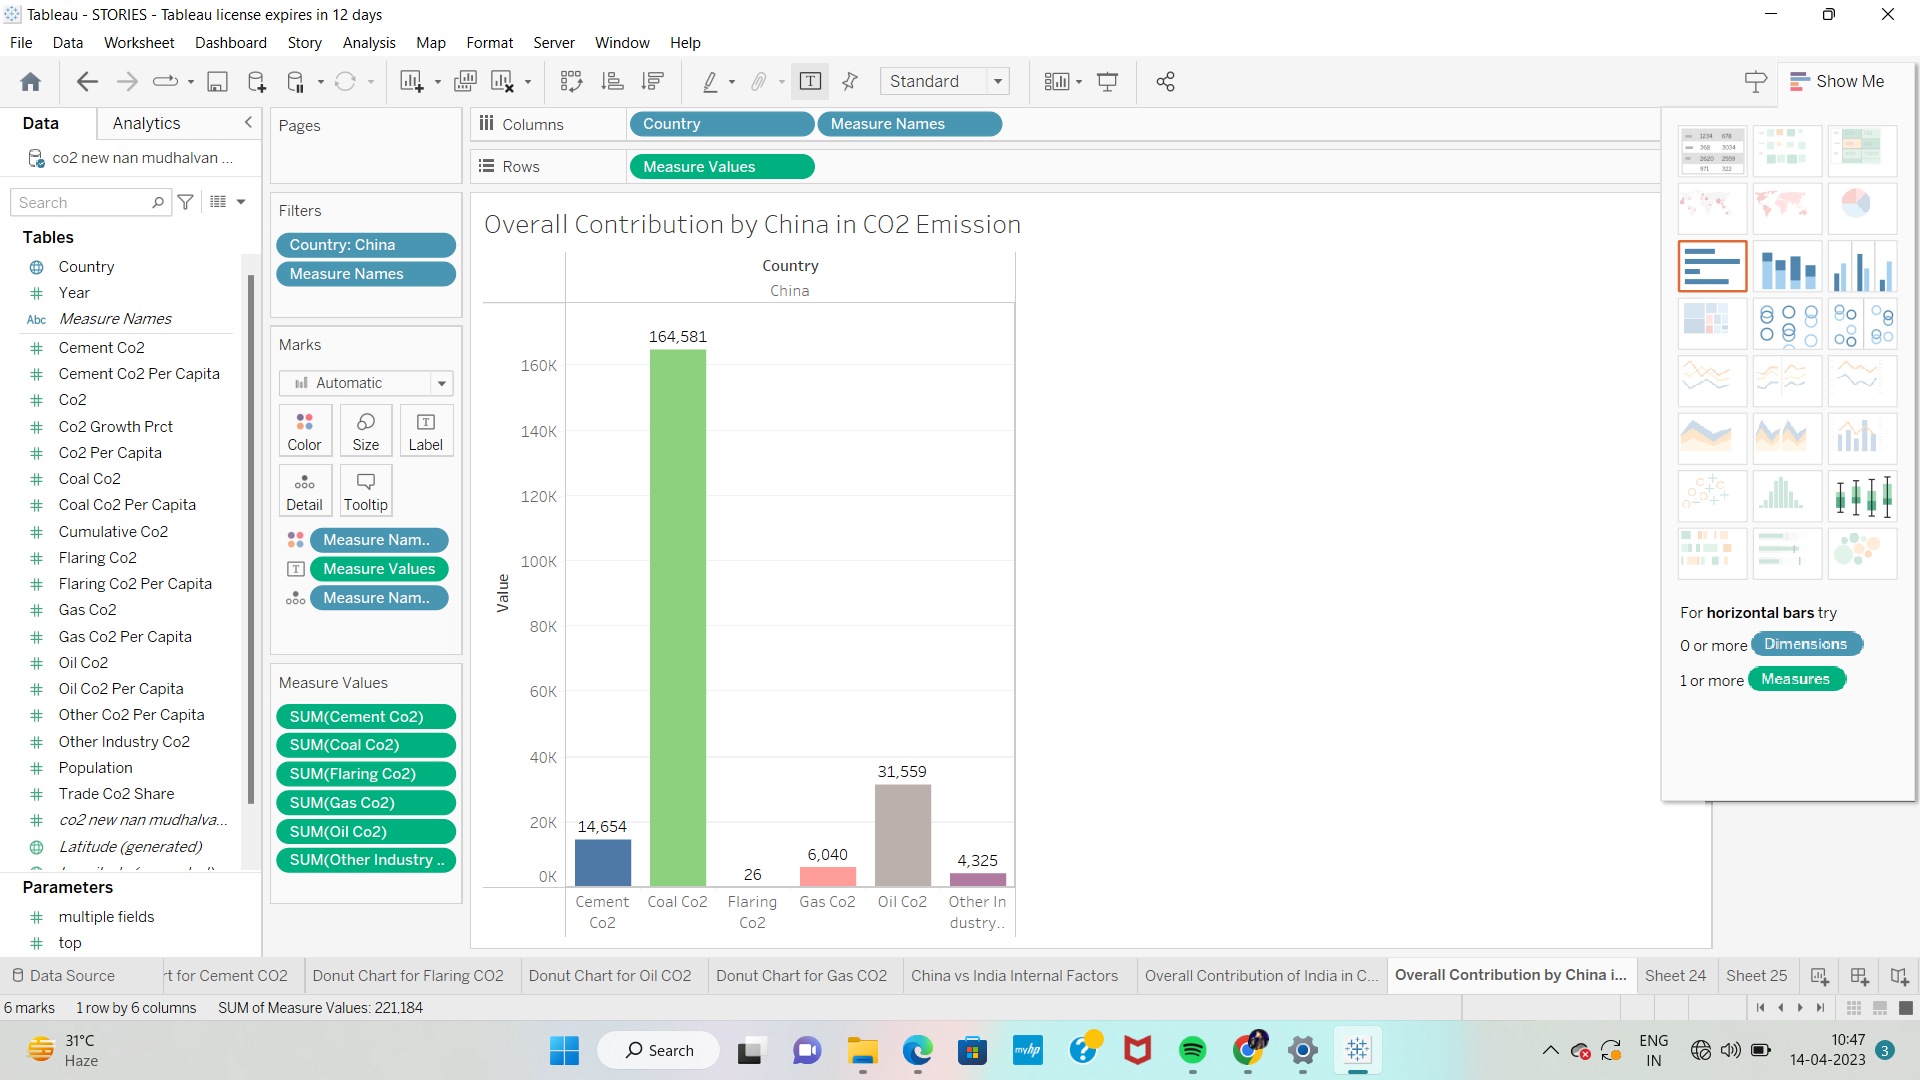 Tableau - STORIES - Tableau license expires in 12 days
File Data Worksheet Dashboard Story Analysis Map Format Server Window Help
Standard
Show Me
Data Analytics
co2 new nan mudhalvan ...
Search
Tables
Country
Year
Abc Measure Names
Cement Co2
Cement Co2 Per Capita
Co2
Co2 Growth Prct
Co2 Per Capita
Coal Co2
Coal Co2 Per Capita
Cumulative Co2
Flaring Co2
Flaring Co2 Per Capita
Gas Co2
Gas Co2 Per Capita
Oil Co2
Oil Co2 Per Capita
Other Co2 Per Capita
Other Industry Co2
Population
Trade Co2 Share
co2 new nan mudhalva...
Latitude (generated)
Parameters
multiple fields
top
Pages
Filters
Country: China
Measure Names
Marks
Automatic
Color Size Label
Detail Tooltip
Measure Nam..
Measure Values
Measure Nam..
Measure Values
SUM(Cement Co2)
SUM(Coal Co2)
SUM(Flaring Co2)
SUM(Gas Co2)
SUM(Oil Co2)
SUM(Other Industry ..
Columns Country Measure Names
Rows Measure Values
Overall Contribution by China in CO2 Emission
Country
China
160K
140K
120K
100K
80K
60K
40K
20K
0K
Value
14,654
164,581
26
6,040
31,559
4,325
Cement Co2
Coal Co2
Flaring Co2
Gas Co2
Oil Co2
Other In
dustry..
1234 678
368 3034
2620 2559
971 322
For horizontal bars try
0 or more Dimensions
1 or more Measures
Data Source rt for Cement CO2 Donut Chart for Flaring CO2 Donut Chart for Oil CO2 Donut Chart for Gas CO2 China vs India Internal Factors Overall Contribution of India in C... Overall Contribution by China i... Sheet 24 Sheet 25
6 marks 1 row by 6 columns SUM of Measure Values: 221,184
31°C
Haze
Search
myhp
ENG
IN
10:47
14-04-2023
3